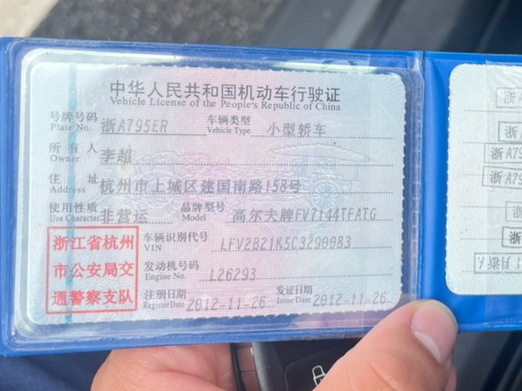 中华人民共和国机动车行驶证
Vehicle License of the People's Republic of China
号牌号码 Plate No. 浙A795ER 车辆类型 Vehicle Type 小型轿车
所有人 Owner 李超
住址 Address 杭州市上城区建国南路158号
使用性质 Use Character 非营运 品牌型号 Model 高尔夫牌FV7144TFATG
浙江省杭州
市公安局交
通警察支队
车辆识别代号 VIN LFV2B21K5C3290083
发动机号码 Engine No. L26293
注册日期 Register Date 2012-11-26 发证日期 Issue Date 2012-11-26